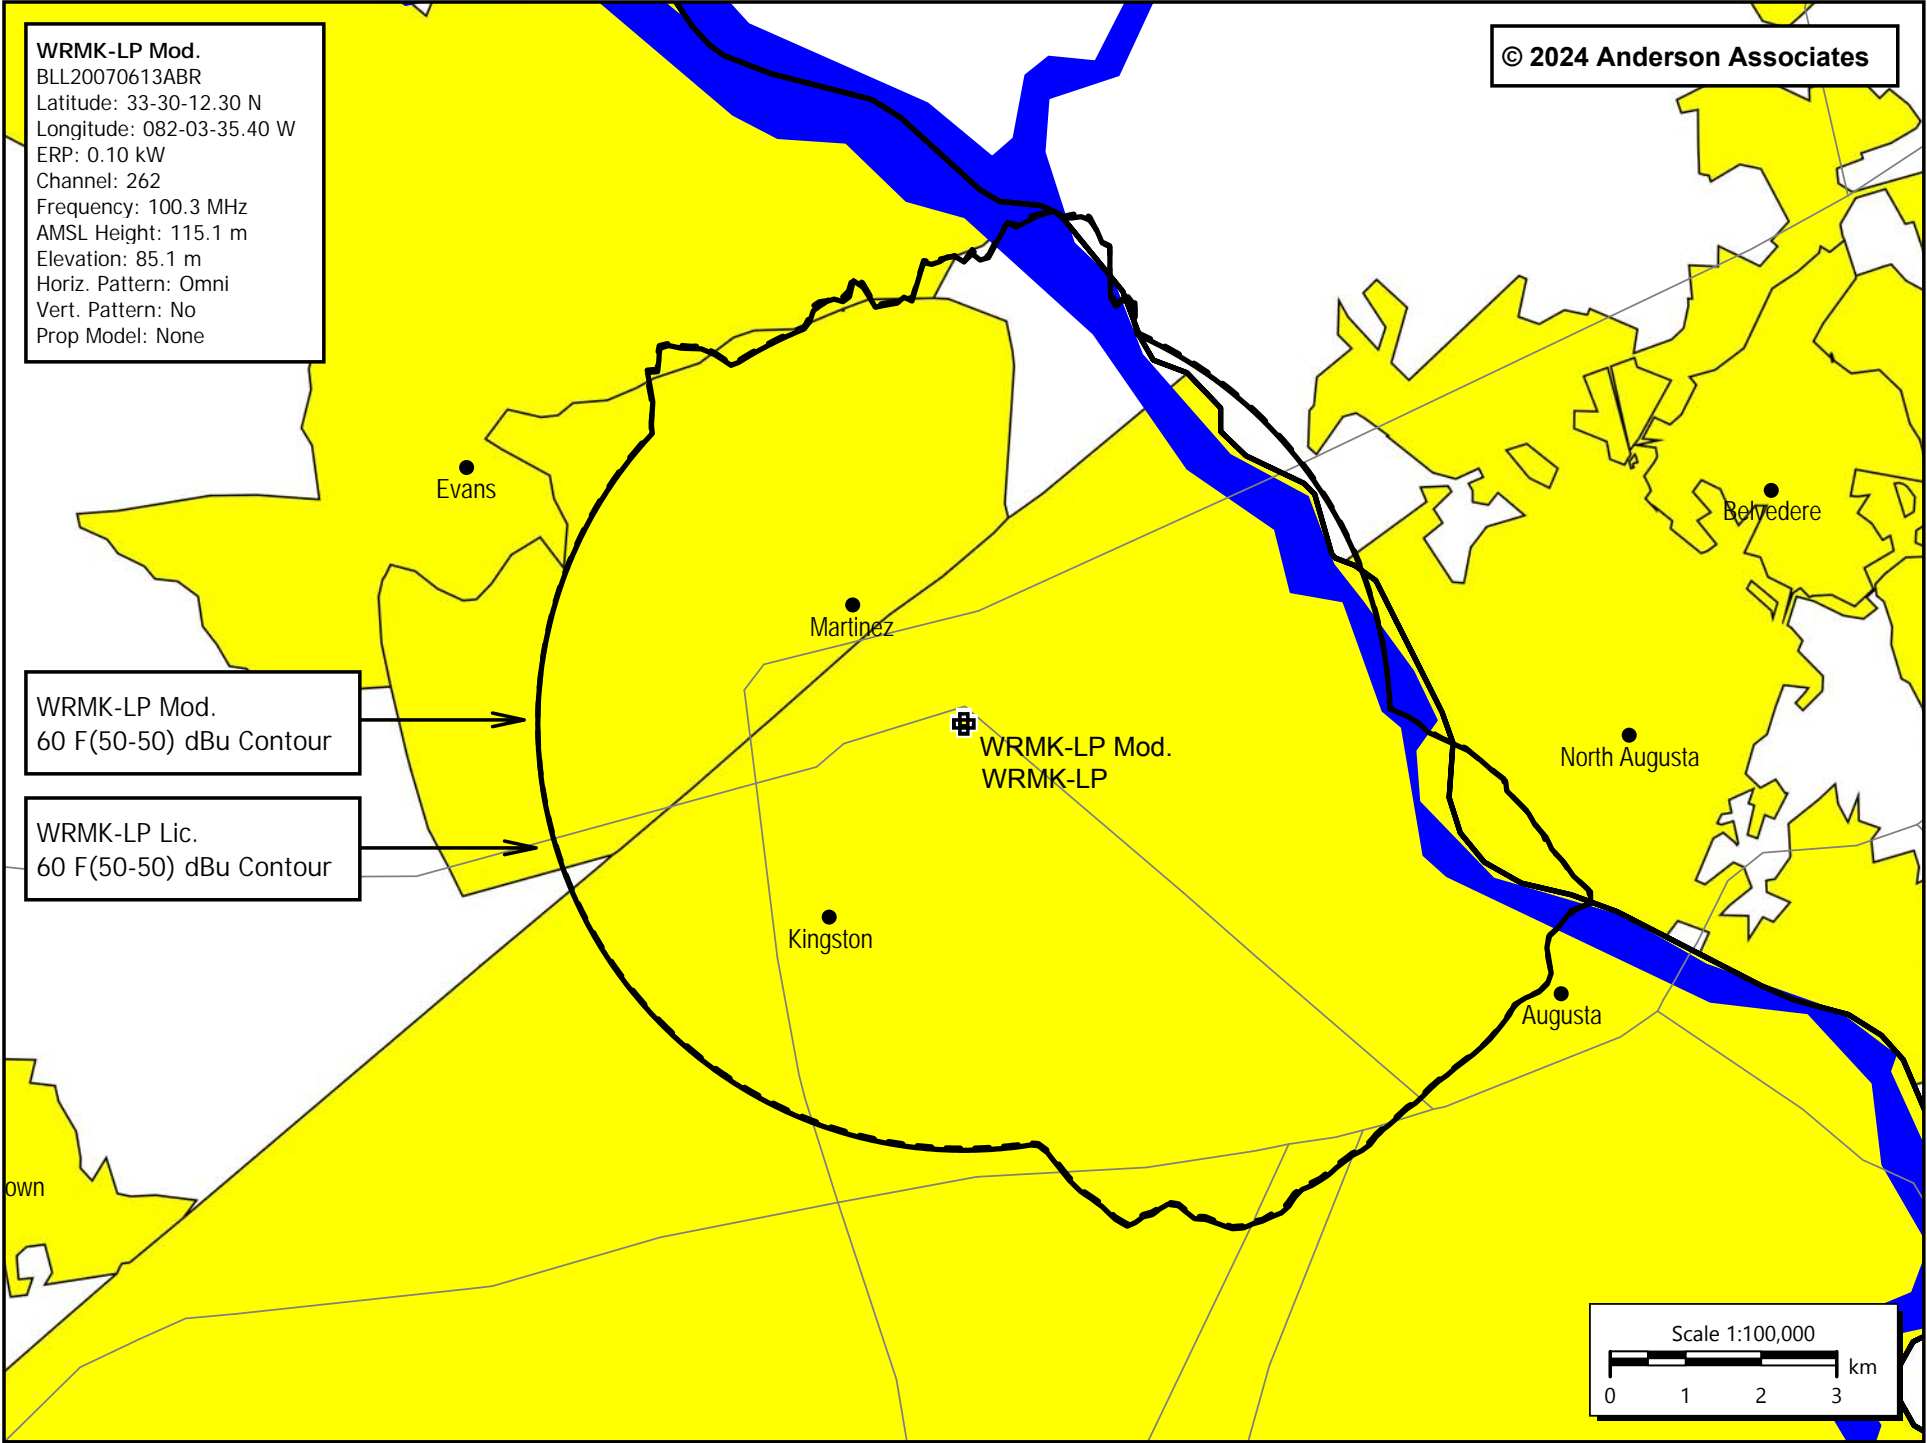 WRMK-LP Mod.
BLL20070613ABR
Latitude: 33-30-12.30 N
Longitude: 082-03-35.40 W
ERP: 0.10 kW
Channel: 262
Frequency: 100.3 MHz
AMSL Height: 115.1 m
Elevation: 85.1 m
Horiz. Pattern: Omni
Vert. Pattern: No
Prop Model: None
© 2024 Anderson Associates
Evans
Belvedere
Martinez
WRMK-LP Mod.
60 F(50-50) dBu Contour
WRMK-LP Mod.
WRMK-LP
North Augusta
WRMK-LP Lic.
60 F(50-50) dBu Contour
Kingston
Augusta
own
Scale 1:100,000
km
0 1 2 3